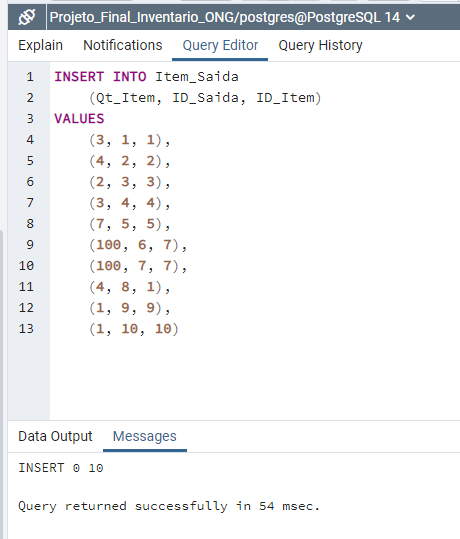 Projeto_Final_Inventario_ONG/postgres@PostgreSQL 14
Explain Notifications Query Editor Query History
1 INSERT INTO Item_Saida
2 (Qt_Item, ID_Saida, ID_Item)
3 VALUES
4 (3, 1, 1),
5 (4, 2, 2),
6 (2, 3, 3),
7 (3, 4, 4),
8 (7, 5, 5),
9 (100, 6, 7),
10 (100, 7, 7),
11 (4, 8, 1),
12 (1, 9, 9),
13 (1, 10, 10)
Data Output Messages
INSERT 0 10
Query returned successfully in 54 msec.